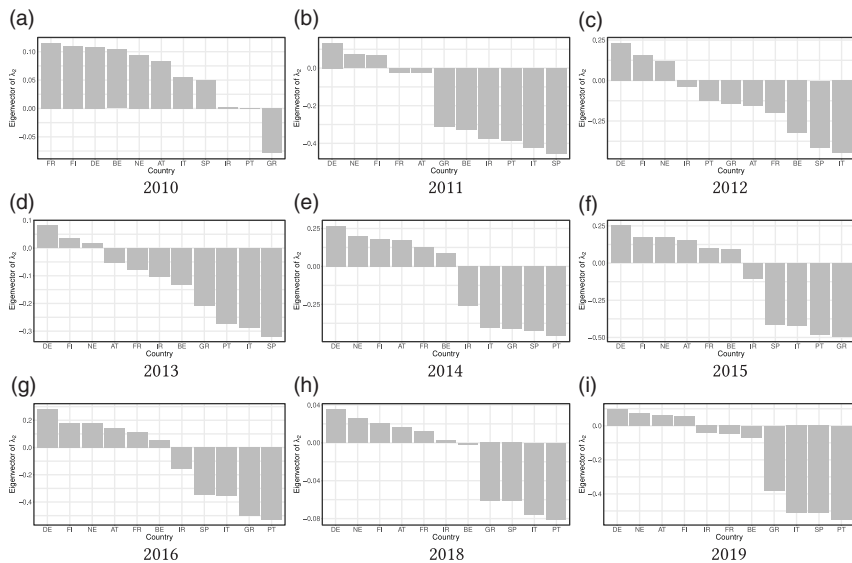 (a)
Eigenvector of λ₂
0.10
0.05
0.00
−0.05
FR FI DE BE NE AT IT SP IR PT GR
Country
2010
(b)
Eigenvector of λ₂
0.0
−0.2
−0.4
DE NE FI FR AT GR BE IR PT IT SP
Country
2011
(c)
Eigenvector of λ₂
0.25
0.00
−0.25
DE FI NE IR PT GR AT FR BE SP IT
Country
2012
(d)
Eigenvector of λ₂
0.1
0.0
−0.1
−0.2
−0.3
DE FI NE AT FR IR BE GR PT IT SP
Country
2013
(e)
Eigenvector of λ₂
0.25
0.00
−0.25
DE NE FI AT FR BE IR IT GR SP PT
Country
2014
(f)
Eigenvector of λ₂
0.25
0.00
−0.25
−0.50
DE FI NE AT FR BE IR SP IT PT GR
Country
2015
(g)
Eigenvector of λ₂
0.2
0.0
−0.2
−0.4
DE FI NE AT FR BE IR SP IT GR PT
Country
2016
(h)
Eigenvector of λ₂
0.04
0.00
−0.04
−0.08
DE NE FI AT FR IR BE GR SP IT PT
Country
2018
(i)
Eigenvector of λ₂
0.0
−0.2
−0.4
DE NE AT FI IR FR BE GR IT SP PT
Country
2019